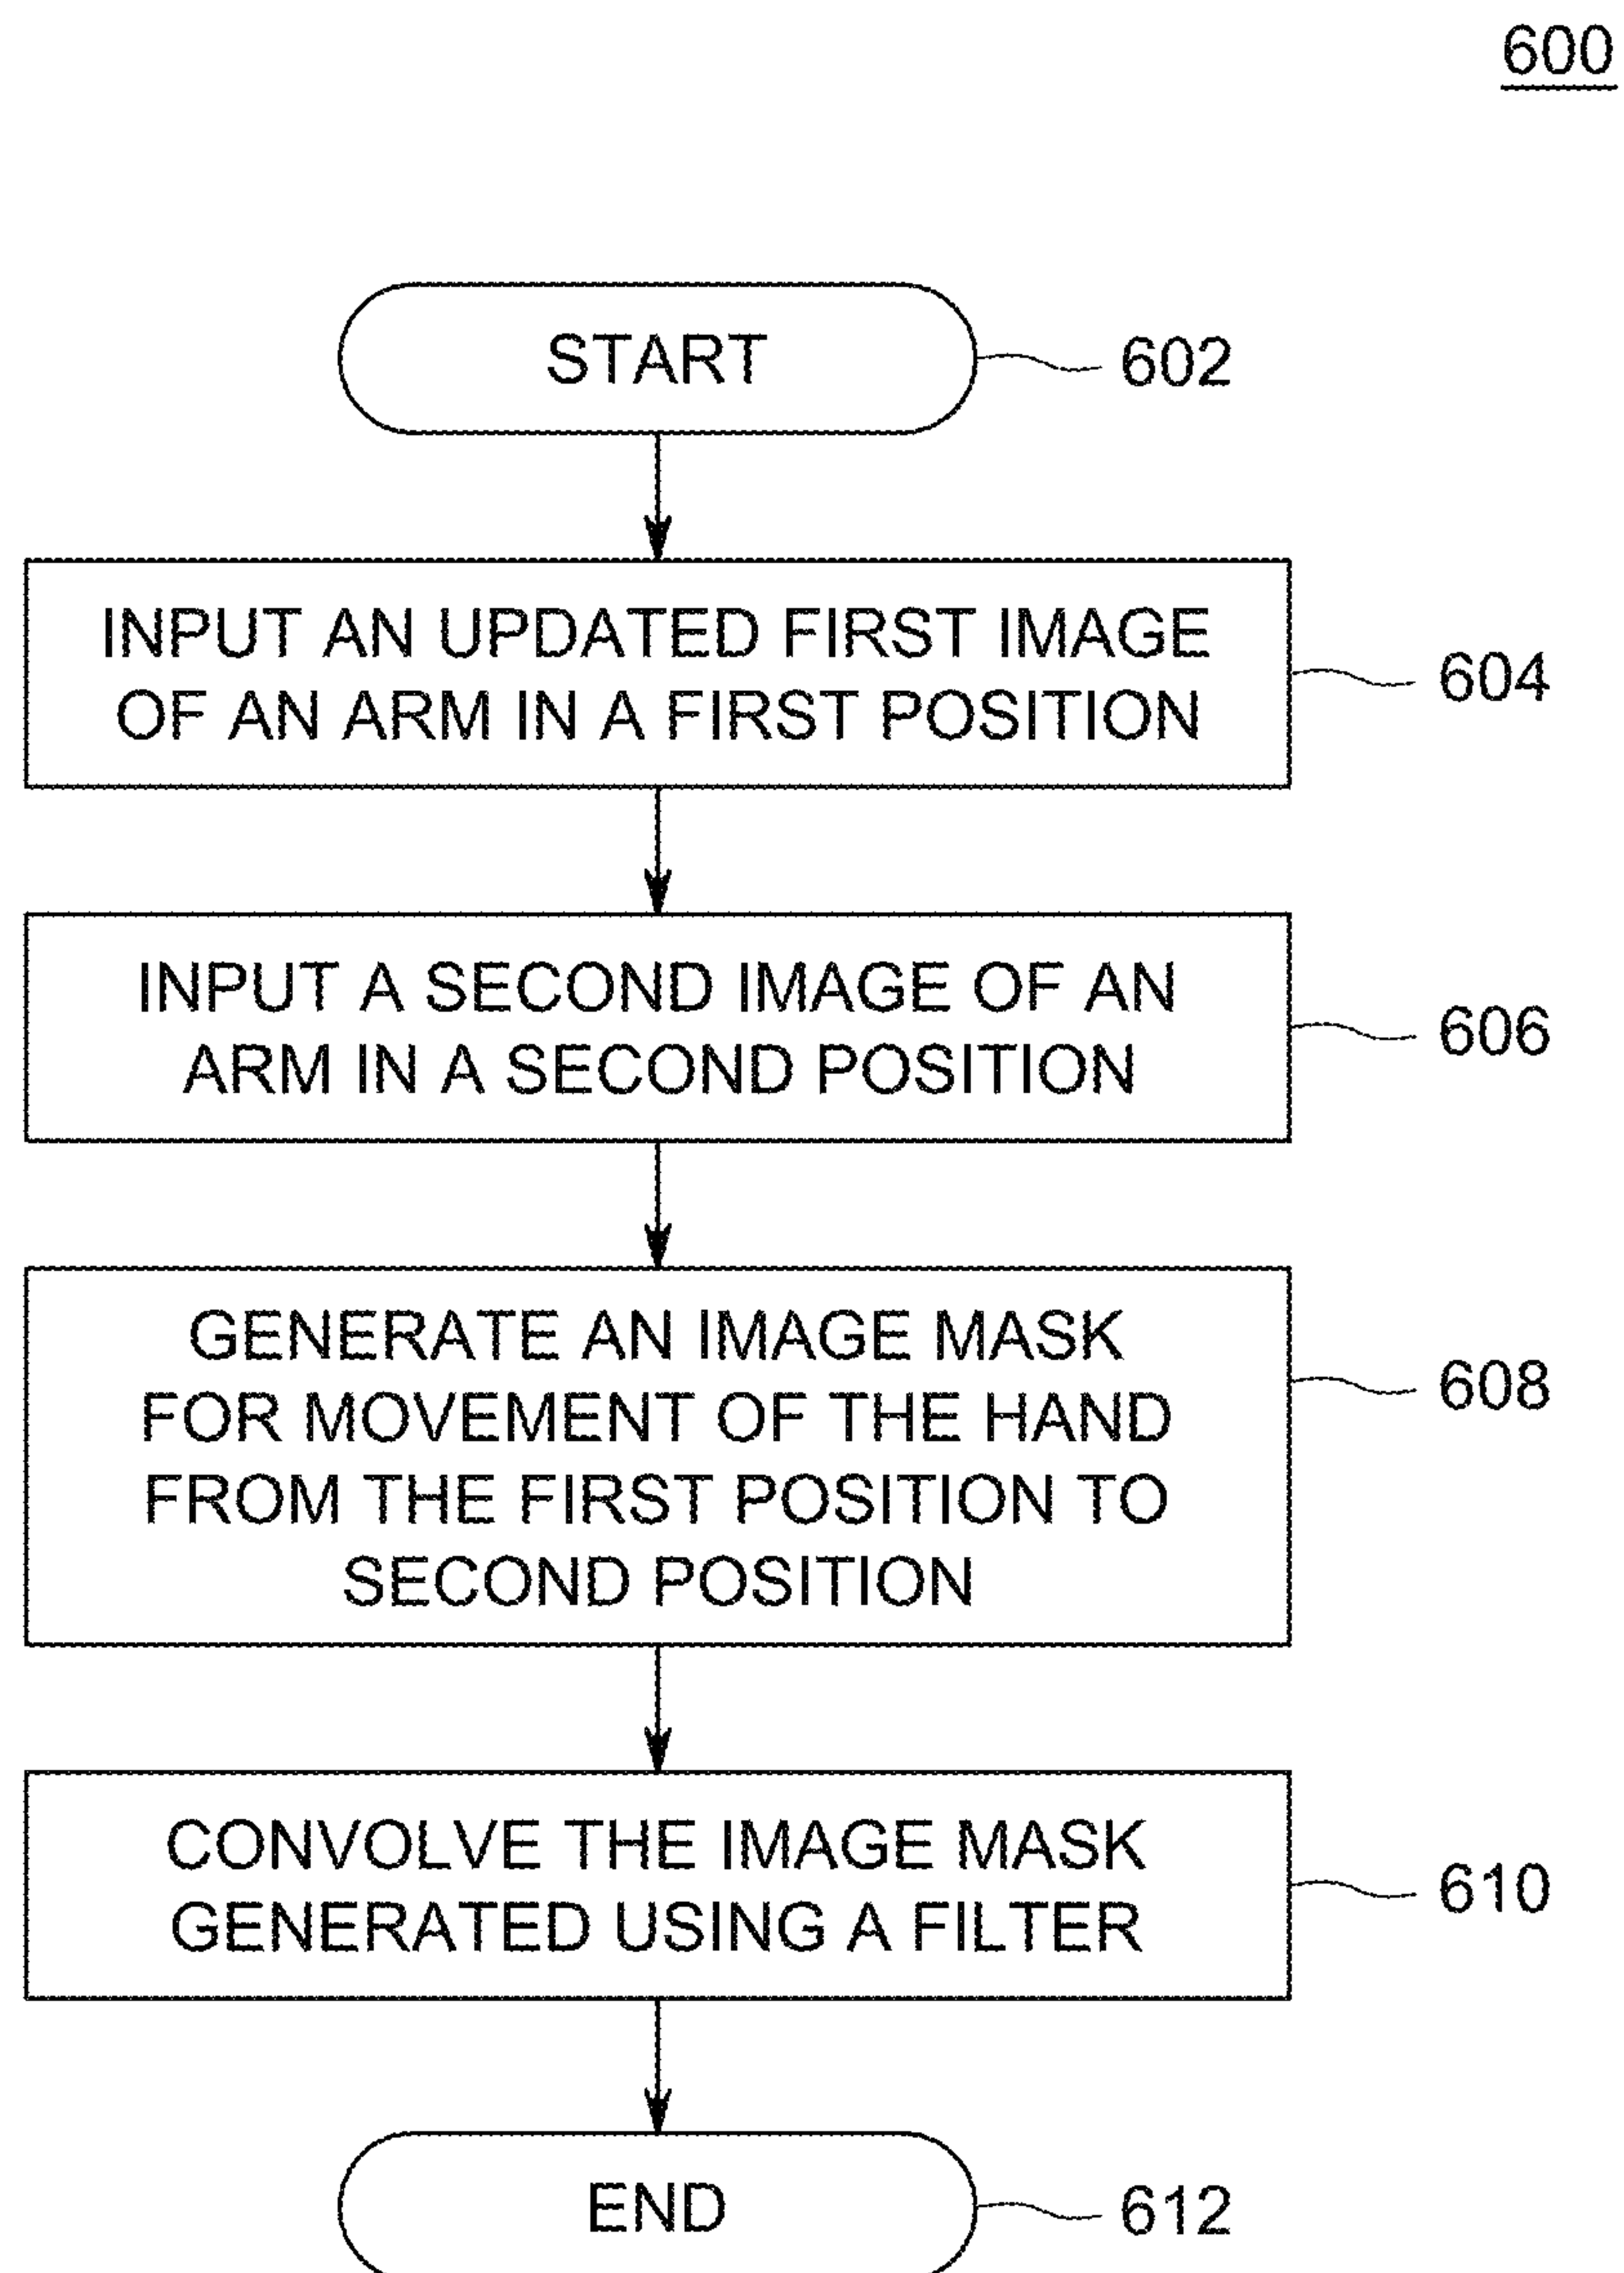 600
START
602
INPUT AN UPDATED FIRST IMAGE
OF AN ARM IN A FIRST POSITION
604
INPUT A SECOND IMAGE OF AN
ARM IN A SECOND POSITION
606
GENERATE AN IMAGE MASK
FOR MOVEMENT OF THE HAND
FROM THE FIRST POSITION TO
SECOND POSITION
608
CONVOLVE THE IMAGE MASK
GENERATED USING A FILTER
610
END
612